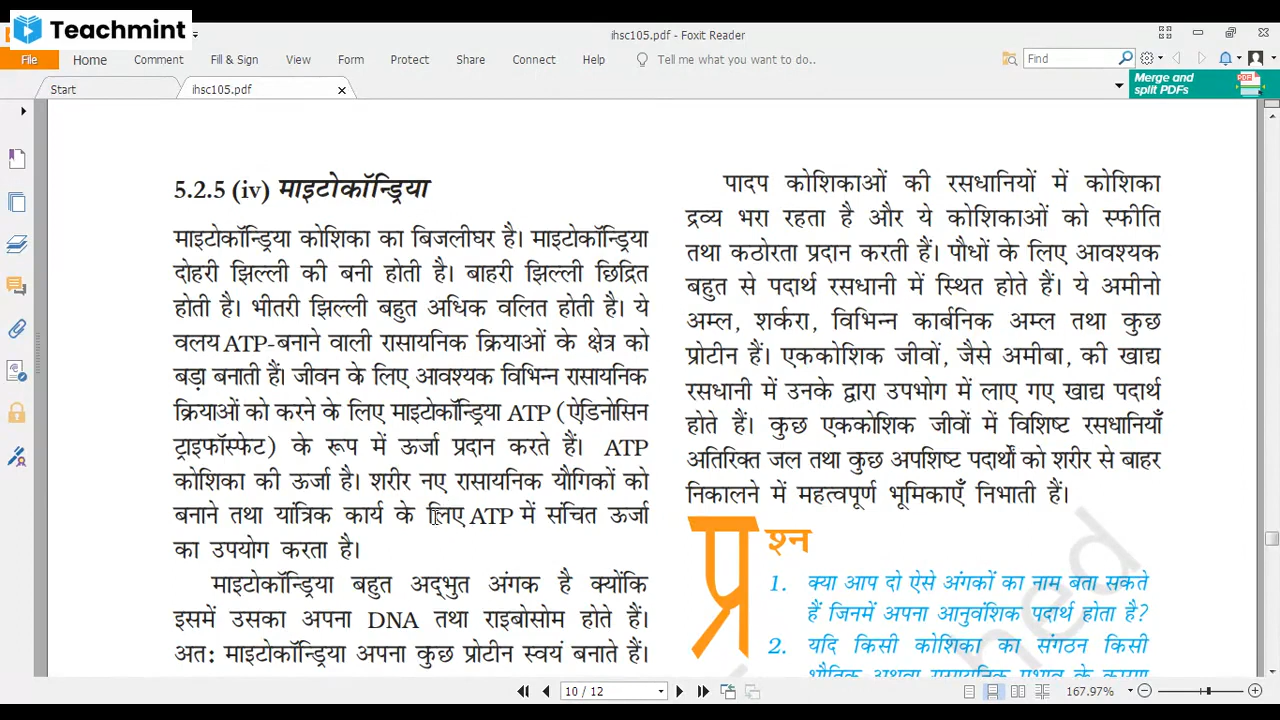 Teachmint
ihsc105.pdf - Foxit Reader
File Home Comment Fill & Sign View Form Protect Share Connect Help Tell me what you want to do.. Find
Start ihsc105.pdf
Merge and
split PDFs
5.2.5 (iv) माइटोकॉन्ड्रिया
माइटोकॉन्ड्रिया कोशिका का बिजलीघर है। माइटोकॉन्ड्रिया
दोहरी झिल्ली की बनी होती है। बाहरी झिल्ली छिद्रित
होती है। भीतरी झिल्ली बहुत अधिक वलित होती है। ये
वलय ATP-बनाने वाली रासायनिक क्रियाओं के क्षेत्र को
बड़ा बनाती हैं। जीवन के लिए आवश्यक विभिन्न रासायनिक
क्रियाओं को करने के लिए माइटोकॉन्ड्रिया ATP (ऐडिनोसिन
ट्राइफॉस्फेट) के रूप में ऊर्जा प्रदान करते हैं। ATP
कोशिका की ऊर्जा है। शरीर नए रासायनिक यौगिकों को
बनाने तथा यांत्रिक कार्य के लिए ATP में संचित ऊर्जा
का उपयोग करता है।
माइटोकॉन्ड्रिया बहुत अद्भुत अंगक है क्योंकि
इसमें उसका अपना DNA तथा राइबोसोम होते हैं।
अत: माइटोकॉन्ड्रिया अपना कुछ प्रोटीन स्वयं बनाते हैं।
पादप कोशिकाओं की रसधानियों में कोशिका
द्रव्य भरा रहता है और ये कोशिकाओं को स्फीति
तथा कठोरता प्रदान करती हैं। पौधों के लिए आवश्यक
बहुत से पदार्थ रसधानी में स्थित होते हैं। ये अमीनो
अम्ल, शर्करा, विभिन्न कार्बनिक अम्ल तथा कुछ
प्रोटीन हैं। एककोशिक जीवों, जैसे अमीबा, की खाद्य
रसधानी में उनके द्वारा उपभोग में लाए गए खाद्य पदार्थ
होते हैं। कुछ एककोशिक जीवों में विशिष्ट रसधानियाँ
अतिरिक्त जल तथा कुछ अपशिष्ट पदार्थों को शरीर से बाहर
निकालने में महत्वपूर्ण भूमिकाएँ निभाती हैं।
प्रश्न
1. क्या आप दो ऐसे अंगकों का नाम बता सकते
हैं जिनमें अपना आनुवंशिक पदार्थ होता है?
2. यदि किसी कोशिका का संगठन किसी
भौतिक अथवा रासायनिक प्रभाव के कारण
hed
10 / 12
167.97%